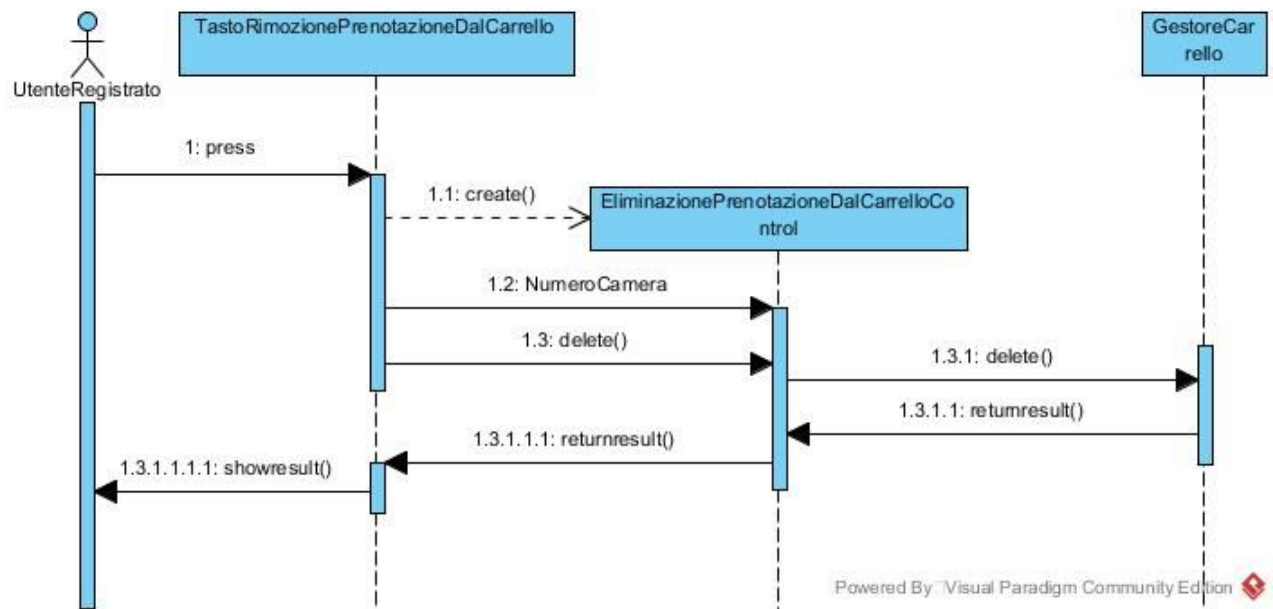 TastoRimozionePrenotazioneDalCarrello
GestoreCar
rello
UtenteRegistrato
1: press
1.1: create()
EliminazionePrenotazioneDalCarrelloCo
ntrol
1.2: NumeroCamera
1.3: delete()
1.3.1: delete()
1.3.1.1: returnresult()
1.3.1.1.1: returnresult()
1.3.1.1.1.1: showresult()
Powered By Visual Paradigm Community Edition